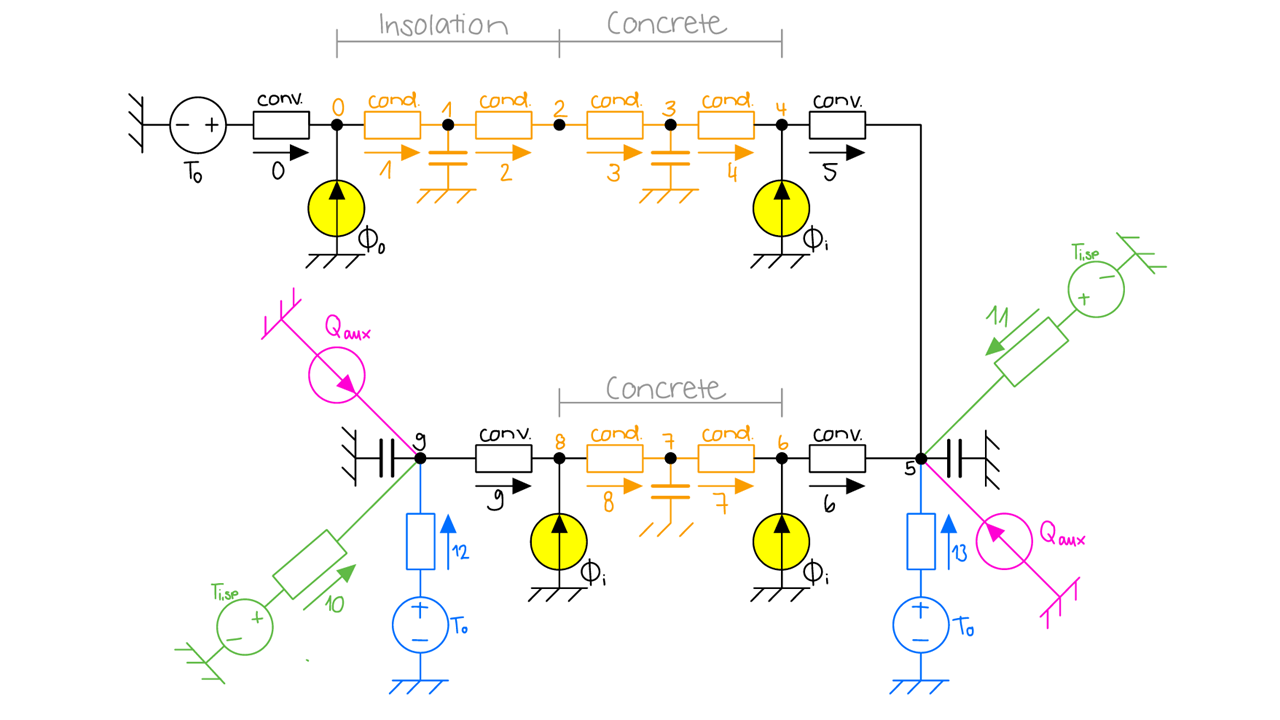 Insolation Concrete
conv. 0 Cond. 1 Cond. 2 Cond. 3 Cond. 4 conv.
− +
T₀ 0 1 2 3 4 5
Φ₀ Φᵢ
Tᵢ,sp
−
+
11
Qaux
Concrete
9 conv. 8 Cond. 7 Cond. 6 conv. 5
9 8 7 6
12 13 Qaux
Φᵢ Φᵢ
Tᵢ,sp + 10
−
+ T₀ + T₀
− −